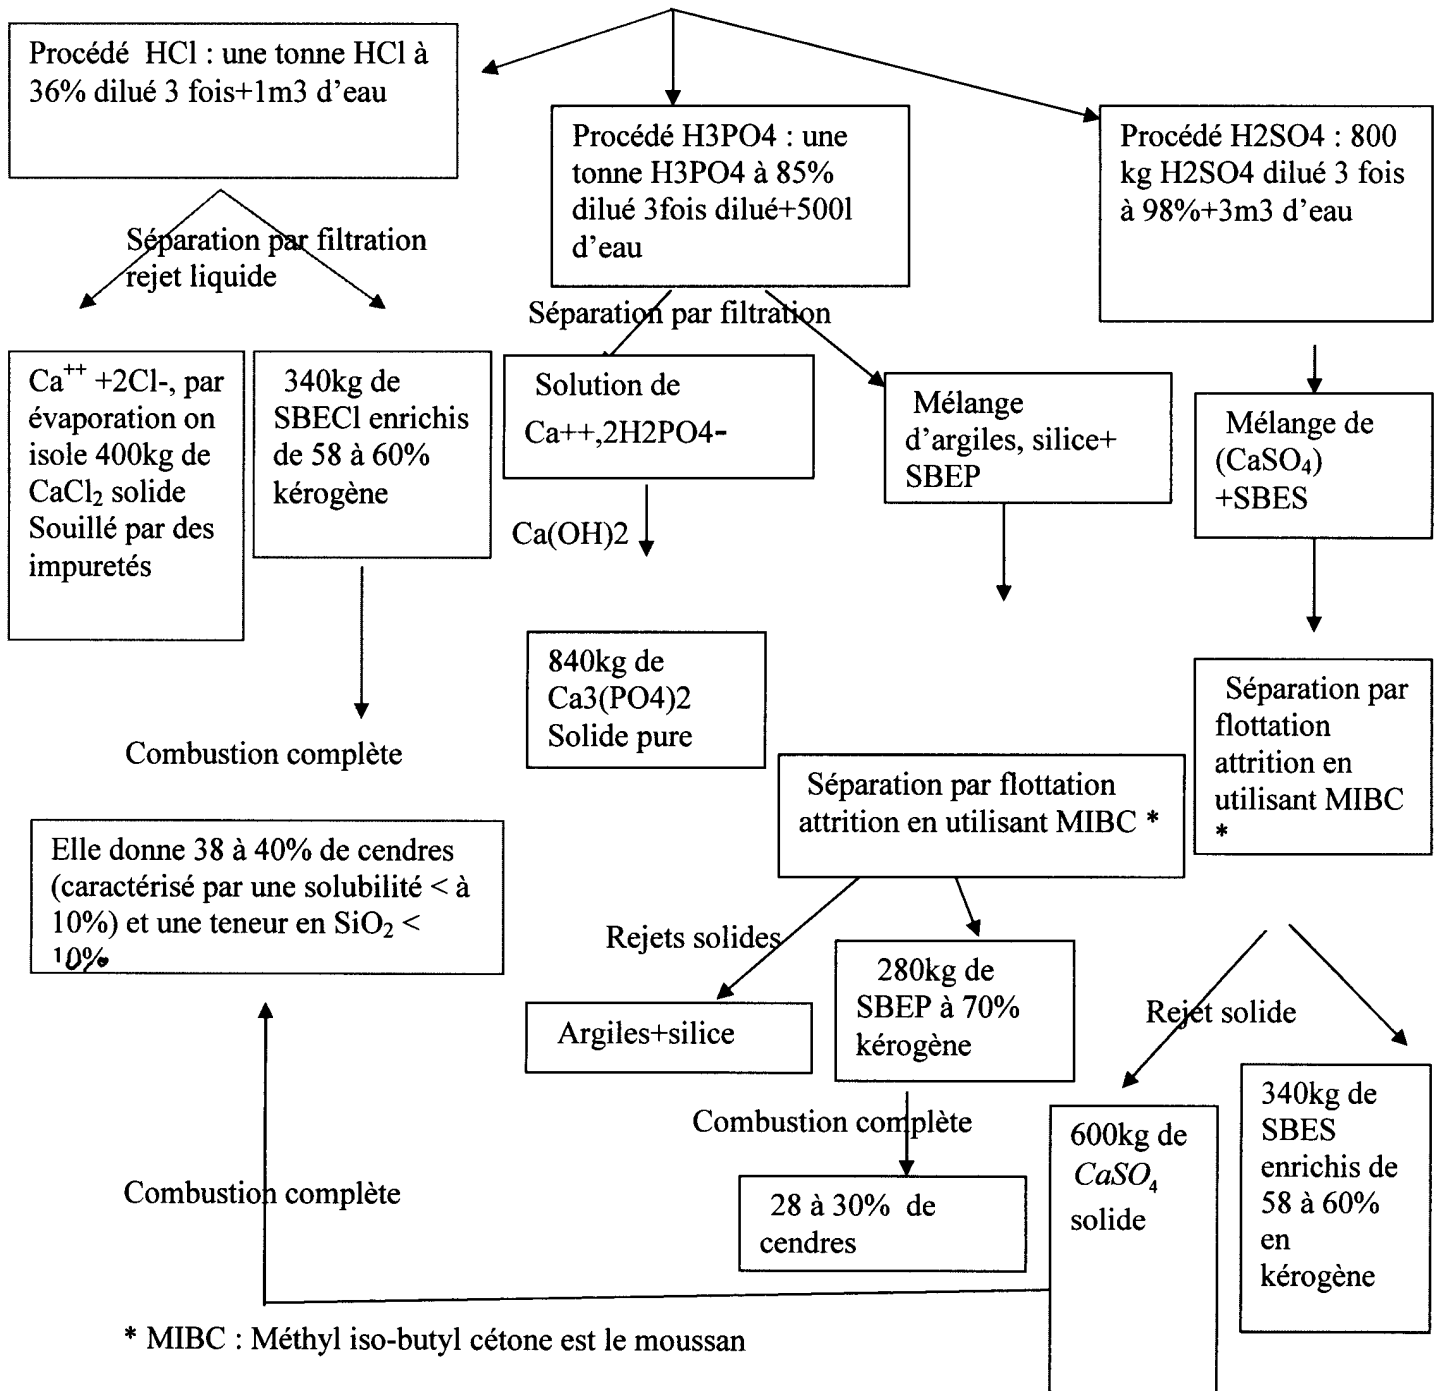 Procédé HCl : une tonne HCl à
36% dilué 3 fois+1m3 d'eau
Procédé H3PO4 : une
tonne H3PO4 à 85%
dilué 3fois dilué+500l
d'eau
Procédé H2SO4 : 800
kg H2SO4 dilué 3 fois
à 98%+3m3 d'eau
Séparation par filtration
rejet liquide
Séparation par filtration
Ca++ +2Cl-, par
évaporation on
isole 400kg de
CaCl2 solide
Souillé par des
impuretés
340kg de
SBECl enrichis
de 58 à 60%
kérogène
Solution de
Ca++,2H2PO4-
Mélange
d'argiles, silice+
SBEP
Mélange de
(CaSO4)
+SBES
Ca(OH)2
840kg de
Ca3(PO4)2
Solide pure
Séparation par
flottation
attrition en
utilisant MIBC
*
Combustion complète
Séparation par flottation
attrition en utilisant MIBC *
Elle donne 38 à 40% de cendres
(caractérisé par une solubilité < à
10%) et une teneur en SiO2 <
10%
Rejets solides
Argiles+silice
280kg de
SBEP à 70%
kérogène
Rejet solide
Combustion complète
28 à 30% de
cendres
600kg de
CaSO4
solide
340kg de
SBES
enrichis de
58 à 60%
en
kérogène
Combustion complète
* MIBC : Méthyl iso-butyl cétone est le moussan